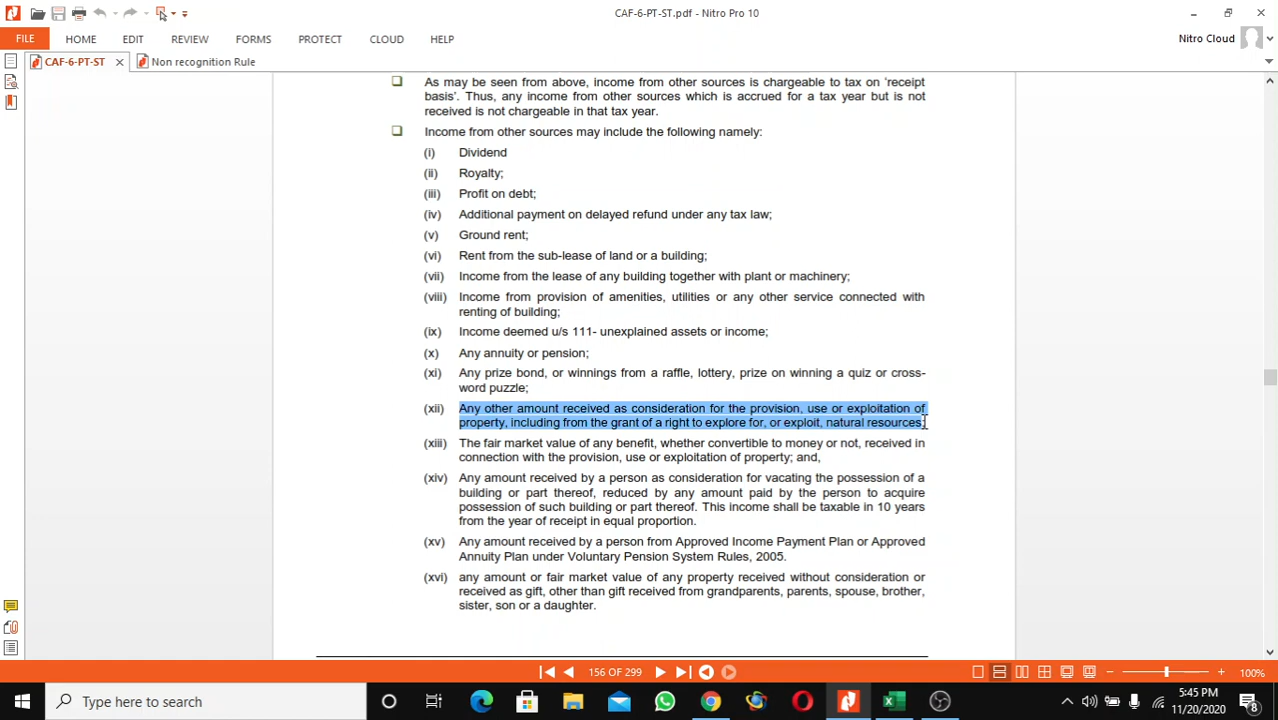 CAF-6-PT-ST.pdf - Nitro Pro 10
FILE HOME EDIT REVIEW FORMS PROTECT CLOUD HELP Nitro Cloud
CAF-6-PT-ST Non recognition Rule
As may be seen from above, income from other sources is chargeable to tax on ‘receipt
basis’. Thus, any income from other sources which is accrued for a tax year but is not
received is not chargeable in that tax year.
Income from other sources may include the following namely:
(i) Dividend
(ii) Royalty;
(iii) Profit on debt;
(iv) Additional payment on delayed refund under any tax law;
(v) Ground rent;
(vi) Rent from the sub-lease of land or a building;
(vii) Income from the lease of any building together with plant or machinery;
(viii) Income from provision of amenities, utilities or any other service connected with
renting of building;
(ix) Income deemed u/s 111- unexplained assets or income;
(x) Any annuity or pension;
(xi) Any prize bond, or winnings from a raffle, lottery, prize on winning a quiz or cross-
word puzzle;
(xii) Any other amount received as consideration for the provision, use or exploitation of
property, including from the grant of a right to explore for, or exploit, natural resources;
(xiii) The fair market value of any benefit, whether convertible to money or not, received in
connection with the provision, use or exploitation of property; and,
(xiv) Any amount received by a person as consideration for vacating the possession of a
building or part thereof, reduced by any amount paid by the person to acquire
possession of such building or part thereof. This income shall be taxable in 10 years
from the year of receipt in equal proportion.
(xv) Any amount received by a person from Approved Income Payment Plan or Approved
Annuity Plan under Voluntary Pension System Rules, 2005.
(xvi) any amount or fair market value of any property received without consideration or
received as gift, other than gift received from grandparents, parents, spouse, brother,
sister, son or a daughter.
156 OF 299 100%
Type here to search
5:45 PM
11/20/2020
8